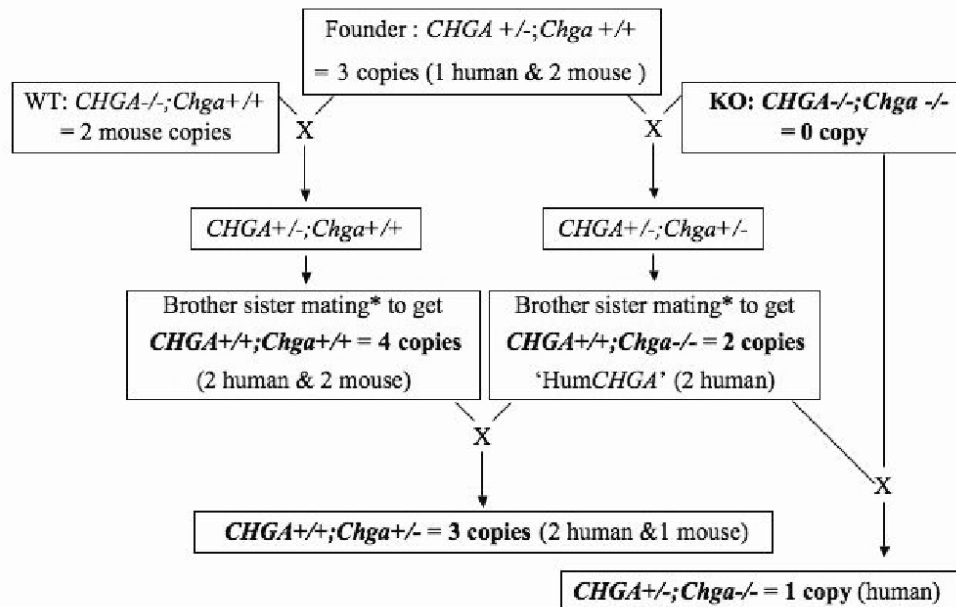 Founder : CHGA +/-;Chga +/+
= 3 copies (1 human & 2 mouse )
WT: CHGA-/-;Chga+/+
= 2 mouse copies
KO: CHGA-/-;Chga -/-
= 0 copy
X
X
CHGA+/-;Chga+/+
CHGA+/-;Chga+/-
Brother sister mating* to get
CHGA+/+;Chga+/+ = 4 copies
(2 human & 2 mouse)
Brother sister mating* to get
CHGA+/+;Chga-/- = 2 copies
‘HumCHGA’ (2 human)
X
X
CHGA+/+;Chga+/- = 3 copies (2 human &1 mouse)
CHGA+/-;Chga-/- = 1 copy (human)